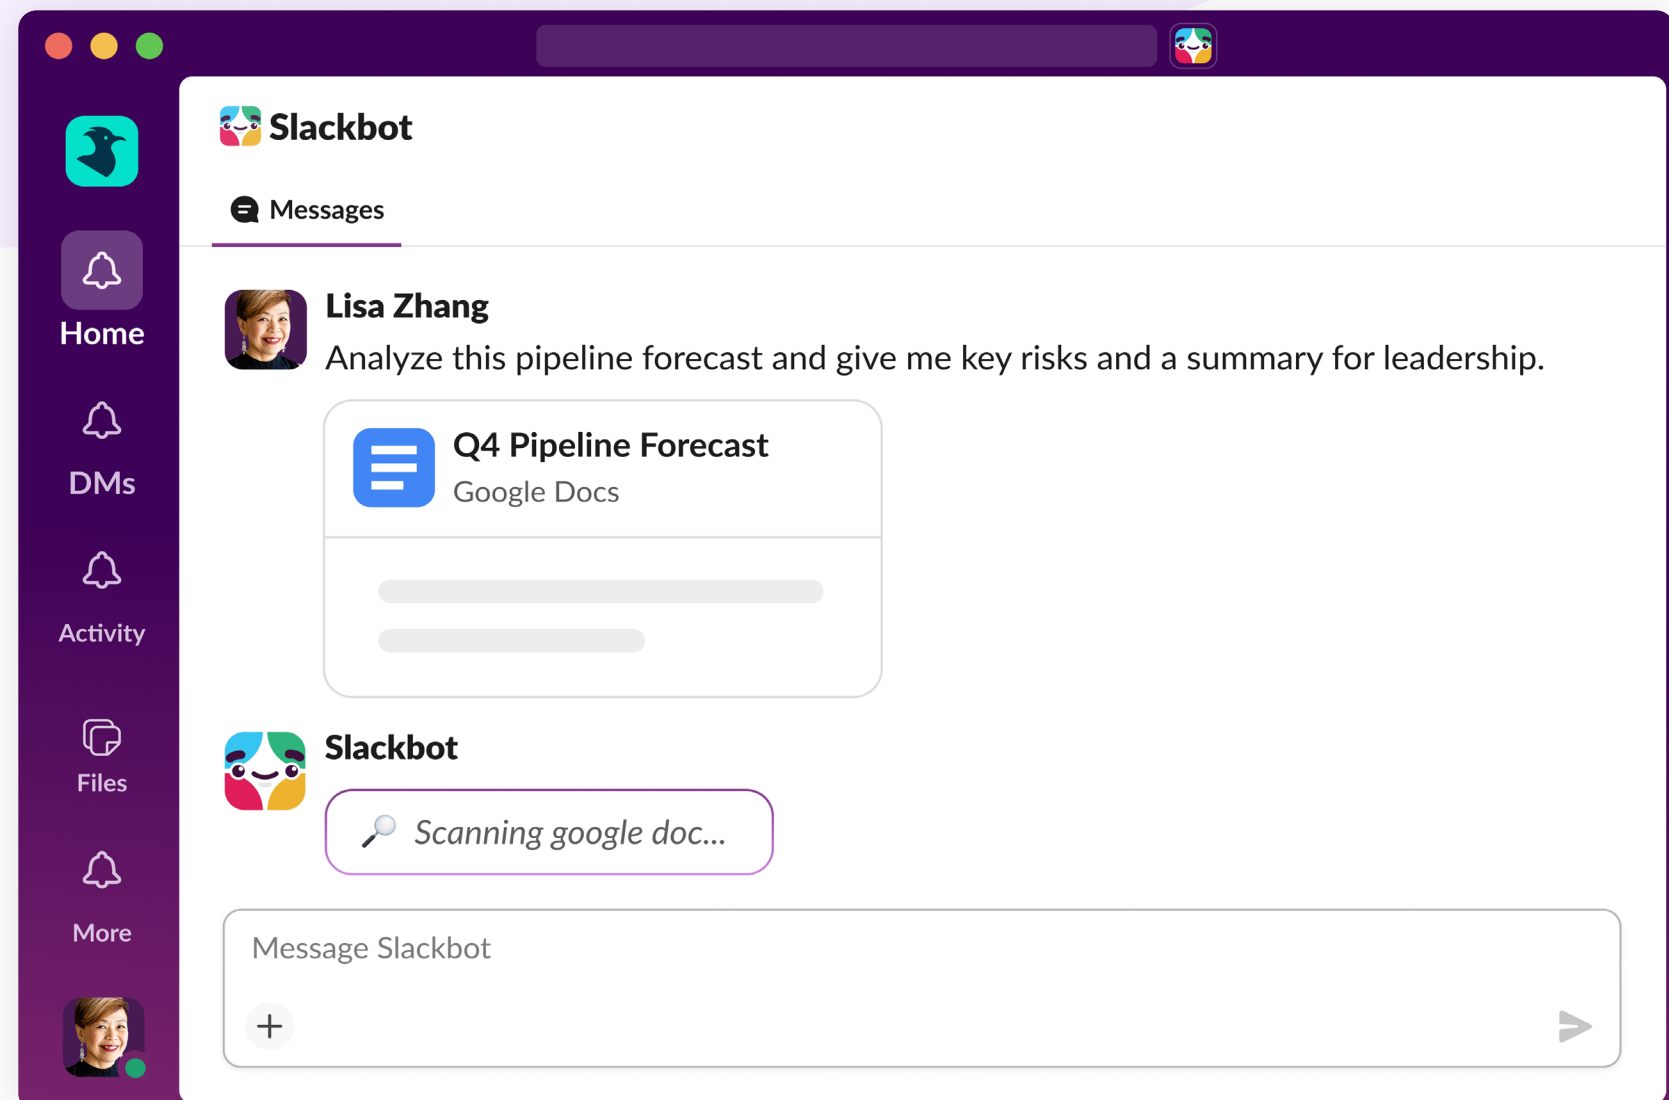 Slackbot
Messages
Home
DMs
Activity
Files
More
Lisa Zhang
Analyze this pipeline forecast and give me key risks and a summary for leadership.
Q4 Pipeline Forecast
Google Docs
Slackbot
Scanning google doc...
Message Slackbot